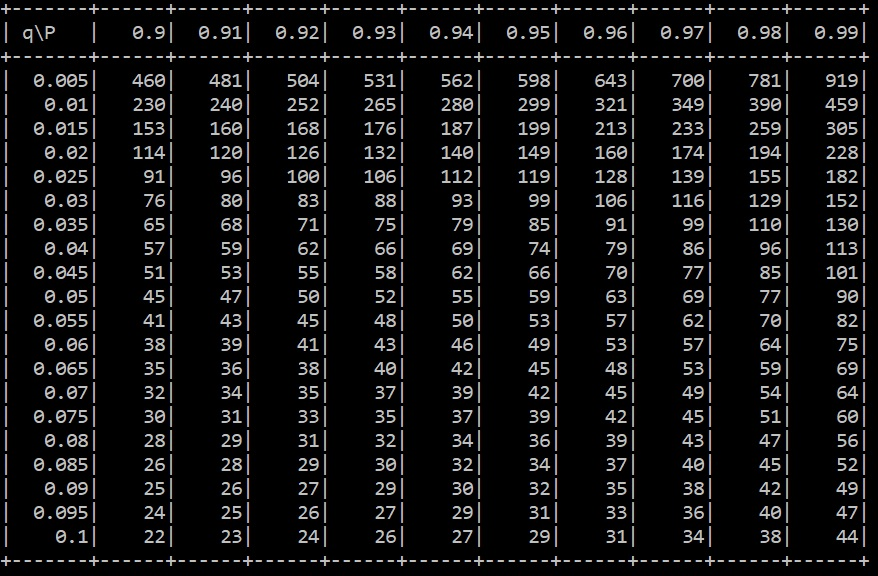 +-------+------+------+------+------+------+------+------+------+------+------+
| q\P   |   0.9|  0.91|  0.92|  0.93|  0.94|  0.95|  0.96|  0.97|  0.98|  0.99|
+-------+------+------+------+------+------+------+------+------+------+------+
|  0.005|   460|   481|   504|   531|   562|   598|   643|   700|   781|   919|
|   0.01|   230|   240|   252|   265|   280|   299|   321|   349|   390|   459|
|  0.015|   153|   160|   168|   176|   187|   199|   213|   233|   259|   305|
|   0.02|   114|   120|   126|   132|   140|   149|   160|   174|   194|   228|
|  0.025|    91|    96|   100|   106|   112|   119|   128|   139|   155|   182|
|   0.03|    76|    80|    83|    88|    93|    99|   106|   116|   129|   152|
|  0.035|    65|    68|    71|    75|    79|    85|    91|    99|   110|   130|
|   0.04|    57|    59|    62|    66|    69|    74|    79|    86|    96|   113|
|  0.045|    51|    53|    55|    58|    62|    66|    70|    77|    85|   101|
|   0.05|    45|    47|    50|    52|    55|    59|    63|    69|    77|    90|
|  0.055|    41|    43|    45|    48|    50|    53|    57|    62|    70|    82|
|   0.06|    38|    39|    41|    43|    46|    49|    53|    57|    64|    75|
|  0.065|    35|    36|    38|    40|    42|    45|    48|    53|    59|    69|
|   0.07|    32|    34|    35|    37|    39|    42|    45|    49|    54|    64|
|  0.075|    30|    31|    33|    35|    37|    39|    42|    45|    51|    60|
|   0.08|    28|    29|    31|    32|    34|    36|    39|    43|    47|    56|
|  0.085|    26|    28|    29|    30|    32|    34|    37|    40|    45|    52|
|   0.09|    25|    26|    27|    29|    30|    32|    35|    38|    42|    49|
|  0.095|    24|    25|    26|    27|    29|    31|    33|    36|    40|    47|
|    0.1|    22|    23|    24|    26|    27|    29|    31|    34|    38|    44|
+-------+------+------+------+------+------+------+------+------+------+------+